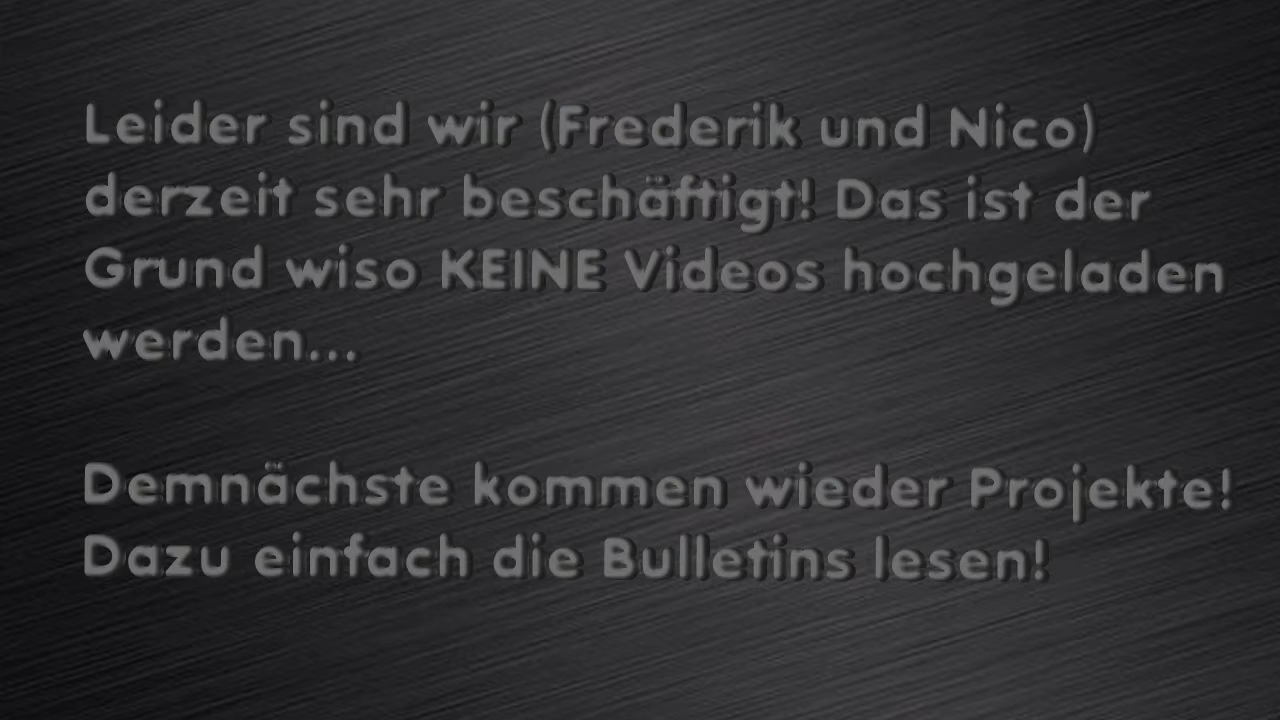 Leider sind wir (Frederik und Nico)
derzeit sehr beschäftigt! Das ist der
Grund wiso KEINE Videos hochgeladen
werden...
Demnächste kommen wieder Projekte!
Dazu einfach die Bulletins lesen!